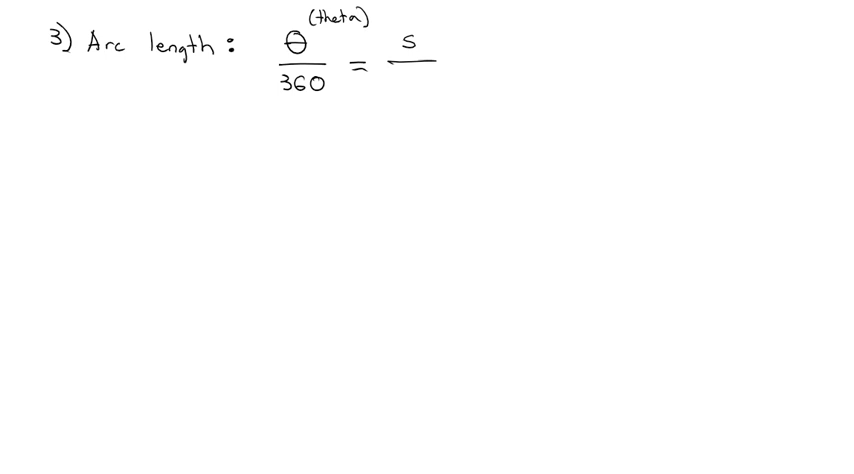 3) Arc length : θ (theta) / 360 = s /